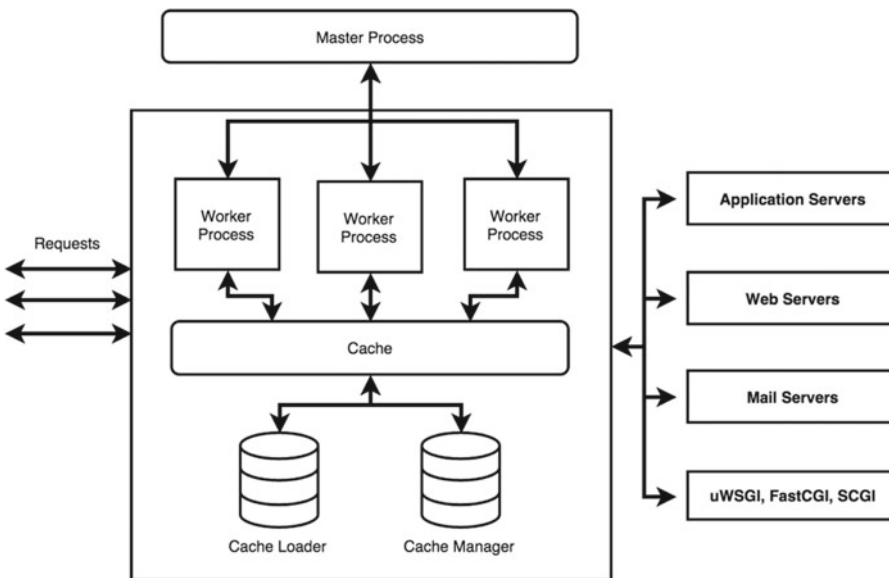 Master Process
Worker
Process
Worker
Process
Worker
Process
Requests
Cache
Cache Loader
Cache Manager
Application Servers
Web Servers
Mail Servers
uWSGI, FastCGI, SCGI